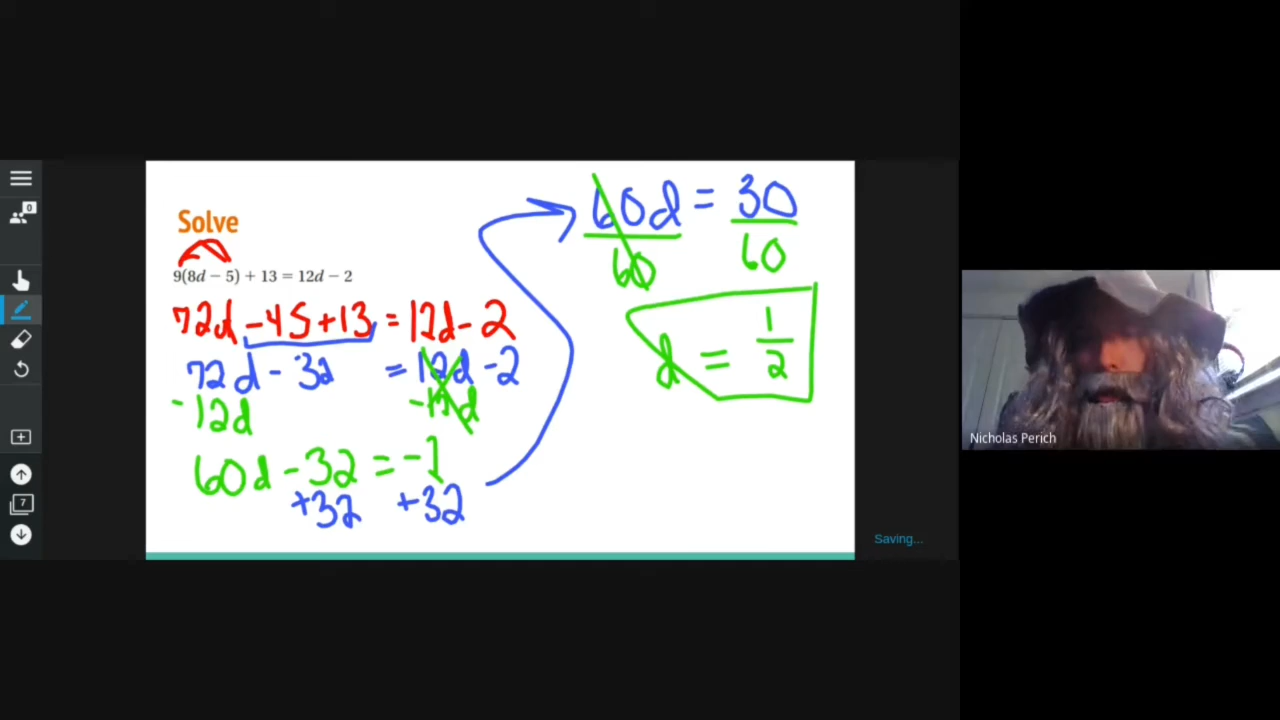 Solve
9(8d − 5) + 13 = 12d − 2
72d - 45 + 13 = 12d - 2
72d - 32 = 12d - 2
-12d -12d
60d - 32 = -2
+32 +32
60d = 30
60 60
d = 1/2
0
7
Saving...
Nicholas Perich